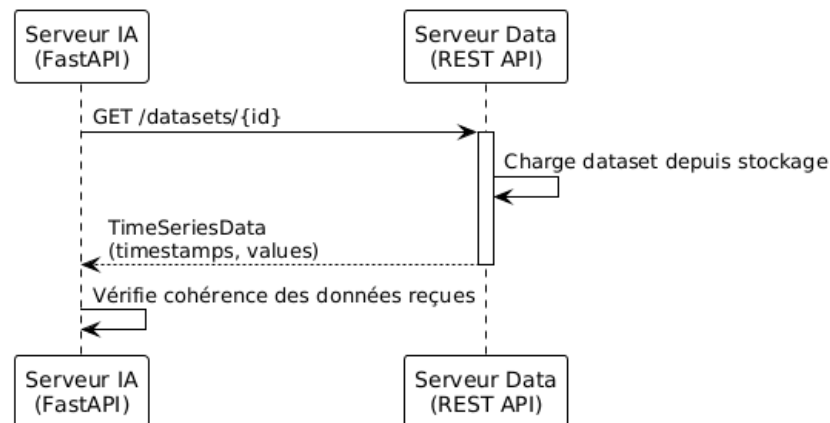 Serveur IA
(FastAPI)
Serveur Data
(REST API)
GET /datasets/{id}
Charge dataset depuis stockage
TimeSeriesData
(timestamps, values)
Vérifie cohérence des données reçues
Serveur IA
(FastAPI)
Serveur Data
(REST API)